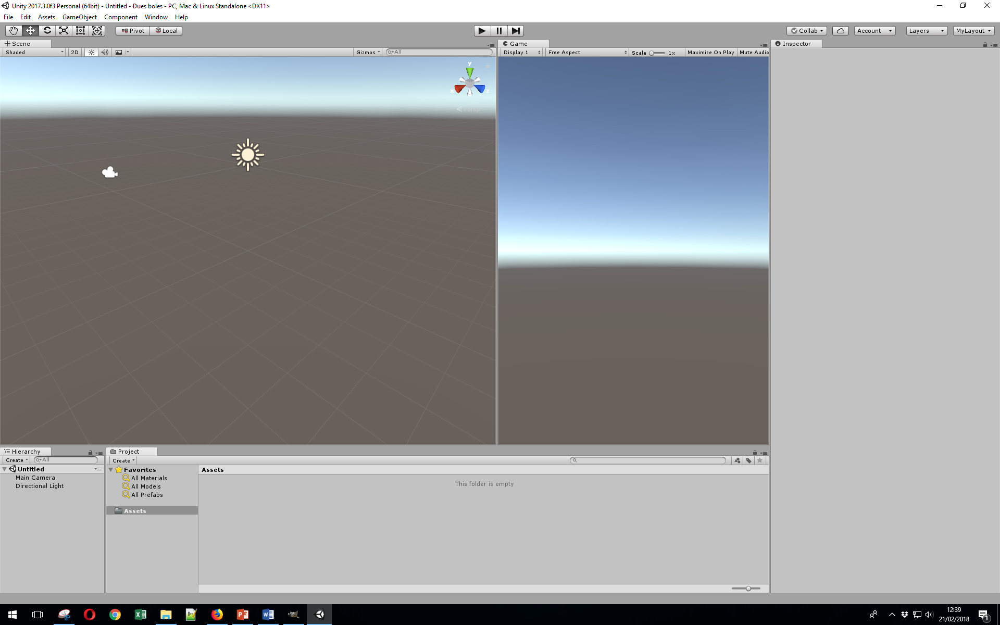 Unity 2017.3.0f3 Personal (64bit) - Untitled - Dues boles - PC, Mac & Linux Standalone <DX11>
File Edit Assets GameObject Component Window Help
Pivot Local Collab Account Layers MyLayout
Scene Game Inspector
Shaded 2D Gizmos All Display 1 Free Aspect Scale 1x Maximize On Play Mute Audio
y
x z
Persp
Hierarchy Project
Create All Create
Untitled Favorites Assets
Main Camera All Materials This folder is empty
Directional Light All Models
All Prefabs
Assets
12:39
21/02/2018
1